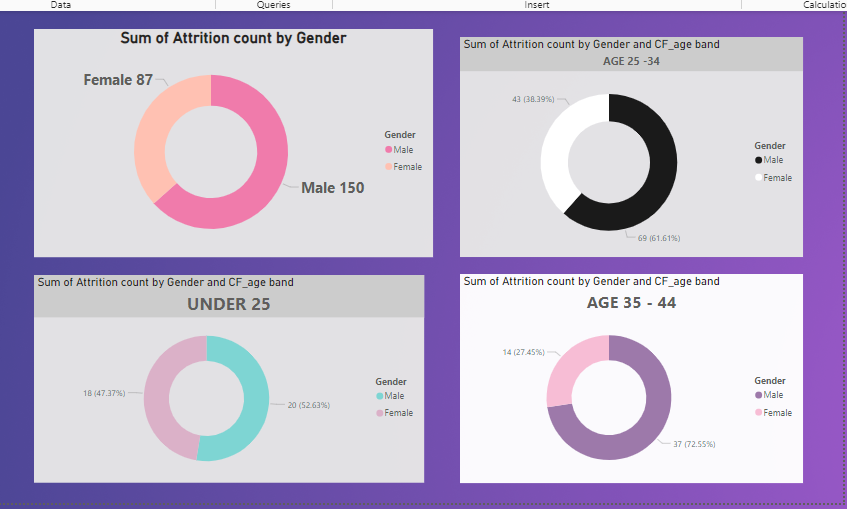 Data Queries Insert Calculatio
Sum of Attrition count by Gender
Female 87
Male 150
Gender
Male
Female
Sum of Attrition count by Gender and CF_age band
AGE 25 -34
43 (38.39%)
69 (61.61%)
Gender
Male
Female
Sum of Attrition count by Gender and CF_age band
UNDER 25
18 (47.37%)
20 (52.63%)
Gender
Male
Female
Sum of Attrition count by Gender and CF_age band
AGE 35 - 44
14 (27.45%)
37 (72.55%)
Gender
Male
Female